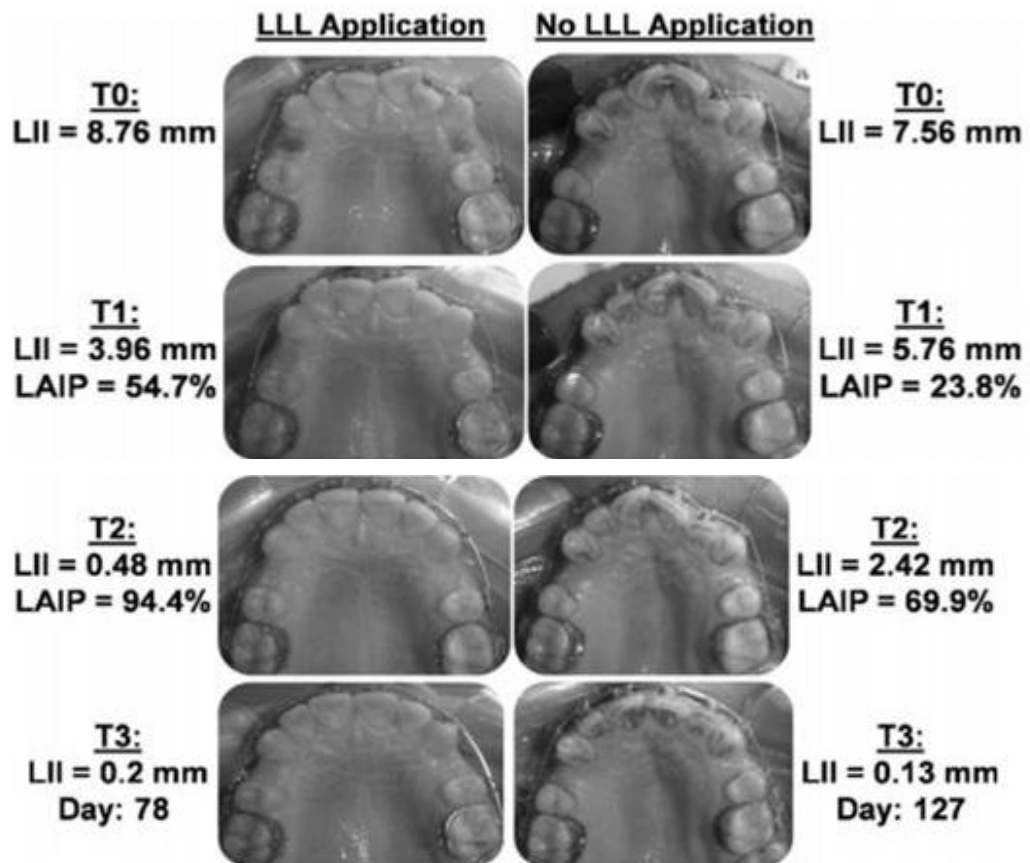 LLL Application
No LLL Application
T0:
LII = 8.76 mm
T0:
LII = 7.56 mm
T1:
LII = 3.96 mm
LAIP = 54.7%
T1:
LII = 5.76 mm
LAIP = 23.8%
T2:
LII = 0.48 mm
LAIP = 94.4%
T2:
LII = 2.42 mm
LAIP = 69.9%
T3:
LII = 0.2 mm
Day: 78
T3:
LII = 0.13 mm
Day: 127